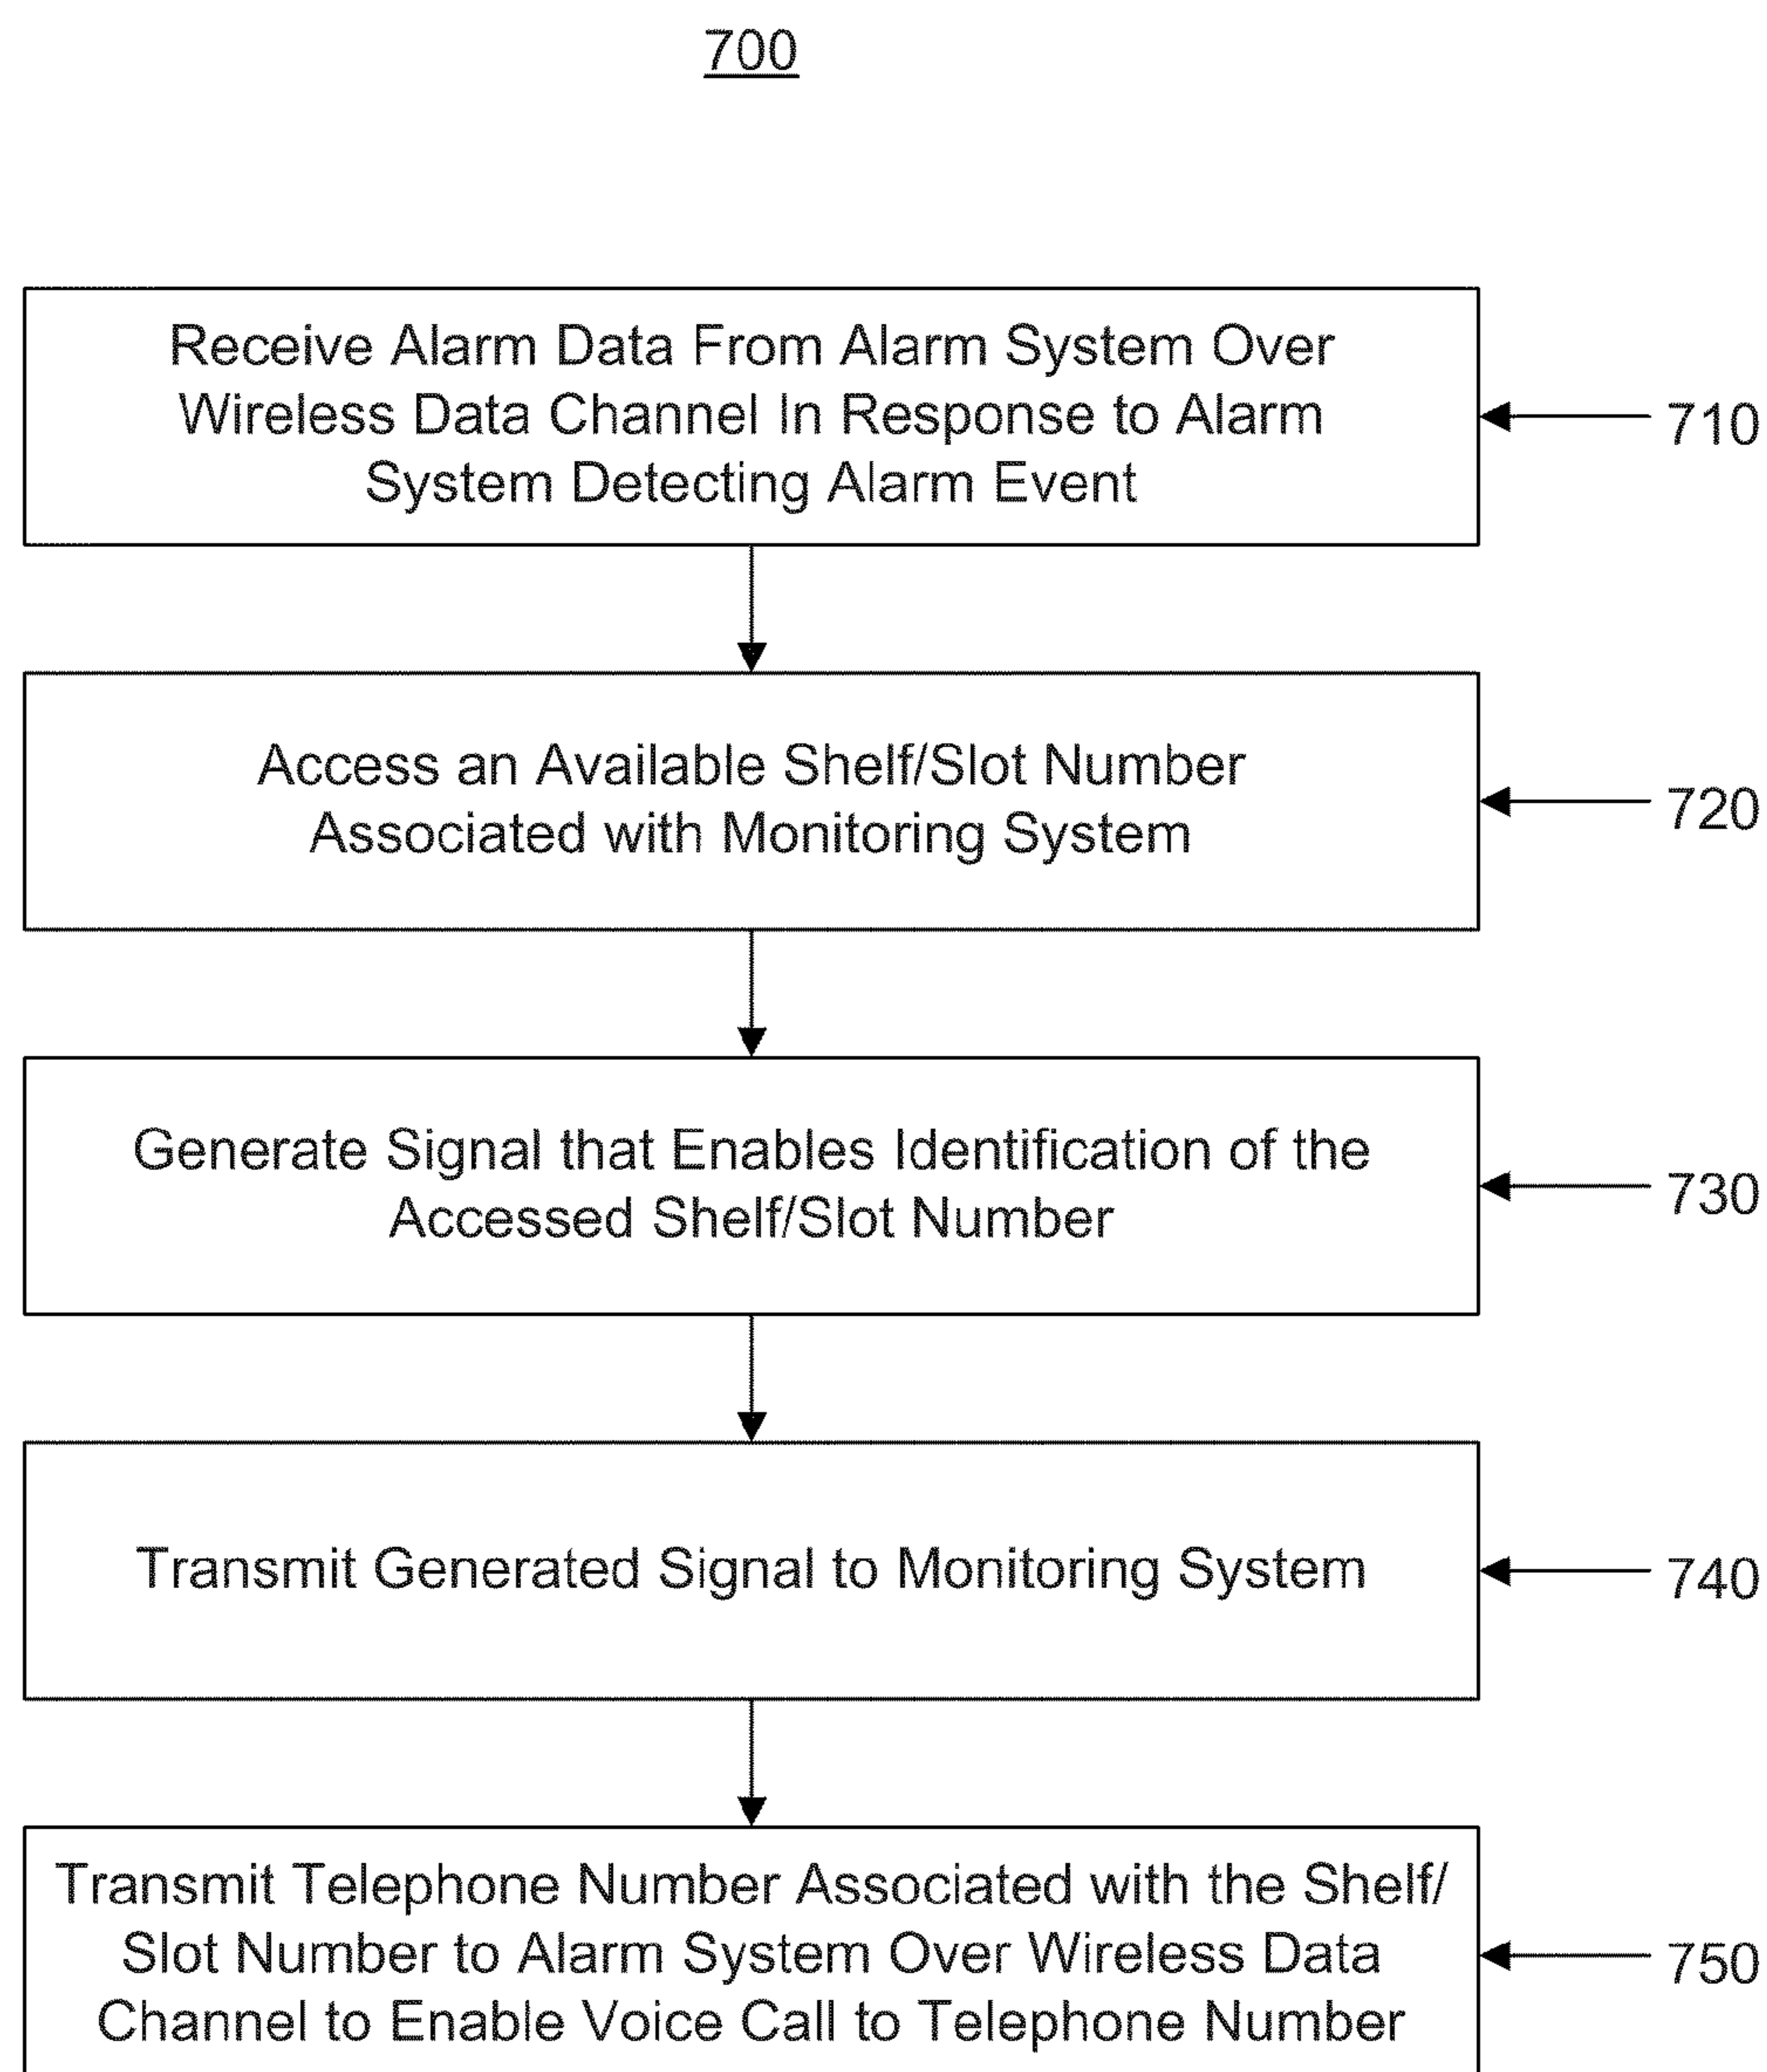 700
Receive Alarm Data From Alarm System Over
Wireless Data Channel In Response to Alarm
System Detecting Alarm Event
710
Access an Available Shelf/Slot Number
Associated with Monitoring System
720
Generate Signal that Enables Identification of the
Accessed Shelf/Slot Number
730
Transmit Generated Signal to Monitoring System
740
Transmit Telephone Number Associated with the Shelf/
Slot Number to Alarm System Over Wireless Data
Channel to Enable Voice Call to Telephone Number
750